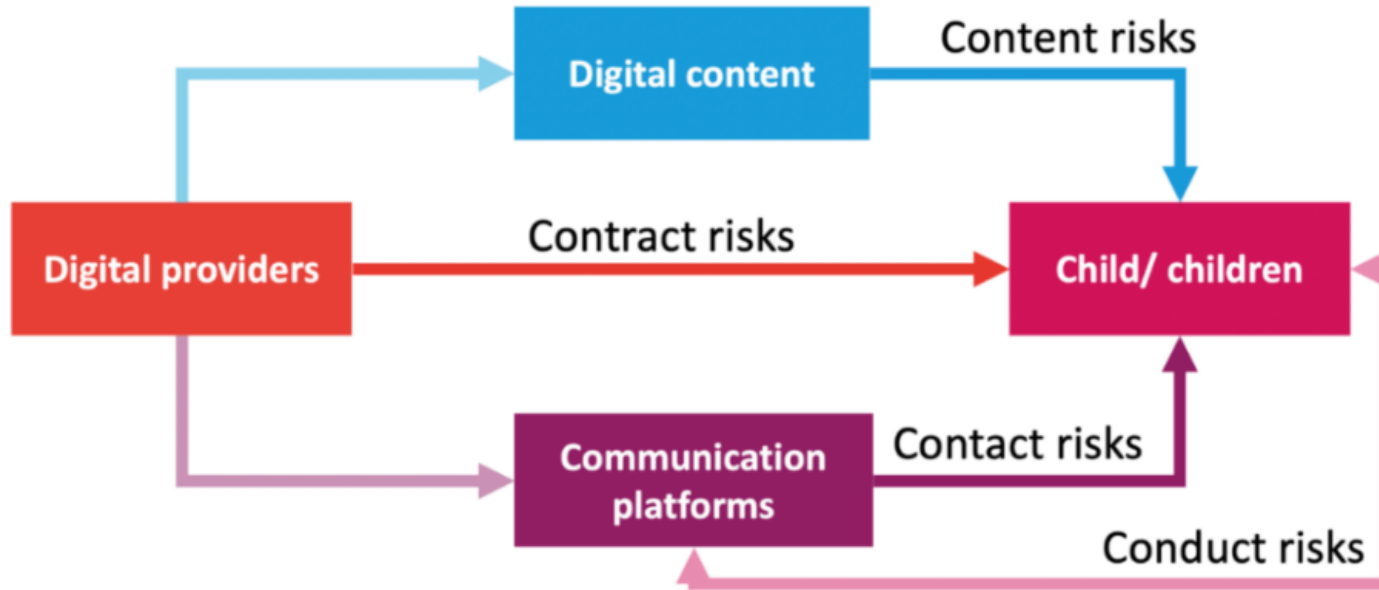 Digital content
Content risks
Digital providers
Contract risks
Child/ children
Communication
platforms
Contact risks
Conduct risks